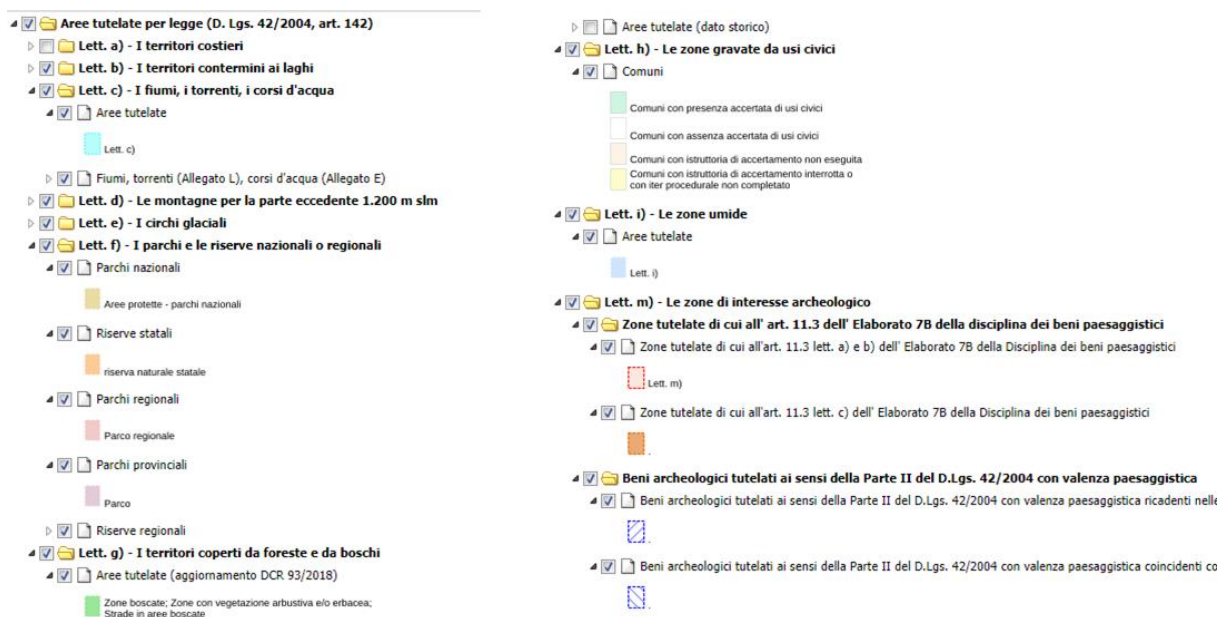 Aree tutelate per legge (D. Lgs. 42/2004, art. 142)
Lett. a) - I territori costieri
Lett. b) - I territori contermini ai laghi
Lett. c) - I fiumi, i torrenti, i corsi d'acqua
Aree tutelate
Lett. c)
Fiumi, torrenti (Allegato L), corsi d'acqua (Allegato E)
Lett. d) - Le montagne per la parte eccedente 1.200 m slm
Lett. e) - I circhi glaciali
Lett. f) - I parchi e le riserve nazionali o regionali
Parchi nazionali
Aree protette - parchi nazionali
Riserve statali
riserva naturale statale
Parchi regionali
Parco regionale
Parchi provinciali
Parco
Riserve regionali
Lett. g) - I territori coperti da foreste e da boschi
Aree tutelate (aggiornamento DCR 93/2018)
Zone boscate; Zone con vegetazione arbustiva e/o erbacea;
Strade in aree boscate
Aree tutelate (dato storico)
Lett. h) - Le zone gravate da usi civici
Comuni
Comuni con presenza accertata di usi civici
Comuni con assenza accertata di usi civici
Comuni con istruttoria di accertamento non eseguita
Comuni con istruttoria di accertamento interrotta o
con iter procedurale non completato
Lett. i) - Le zone umide
Aree tutelate
Lett. i)
Lett. m) - Le zone di interesse archeologico
Zone tutelate di cui all' art. 11.3 dell' Elaborato 7B della disciplina dei beni paesaggistici
Zone tutelate di cui all'art. 11.3 lett. a) e b) dell' Elaborato 7B della Disciplina dei beni paesaggistici
Lett. m)
Zone tutelate di cui all'art. 11.3 lett. c) dell' Elaborato 7B della Disciplina dei beni paesaggistici
.
Beni archeologici tutelati ai sensi della Parte II del D.Lgs. 42/2004 con valenza paesaggistica
Beni archeologici tutelati ai sensi della Parte II del D.Lgs. 42/2004 con valenza paesaggistica ricadenti nelle
.
Beni archeologici tutelati ai sensi della Parte II del D.Lgs. 42/2004 con valenza paesaggistica coincidenti co
.